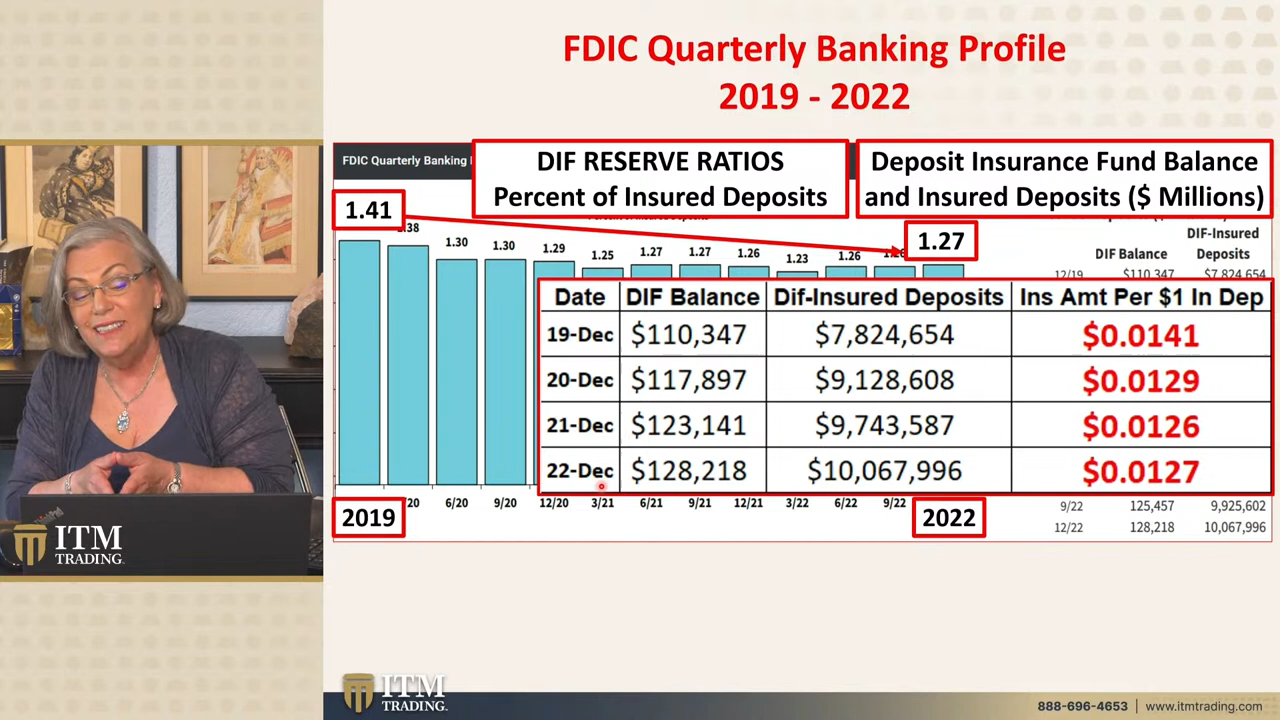 FDIC Quarterly Banking Profile
2019 - 2022
FDIC Quarterly Banking
DIF RESERVE RATIOS
Percent of Insured Deposits
Deposit Insurance Fund Balance
and Insured Deposits ($ Millions)
1.41
1.30
1.30
1.29
1.25
1.27
1.27
1.26
1.23
1.26
1.27
DIF Balance
DIF-Insured
Deposits
12/19 $110,347 $7,824,654
Date DIF Balance Dif-Insured Deposits Ins Amt Per $1 In Dep
19-Dec $110,347 $7,824,654 $0.0141
20-Dec $117,897 $9,128,608 $0.0129
21-Dec $123,141 $9,743,587 $0.0126
22-Dec $128,218 $10,067,996 $0.0127
2019
6/20 9/20 12/20 3/21 6/21 9/21 12/21 3/22 6/22 9/22
2022
9/22 125,457 9,925,602
12/22 128,218 10,067,996
ITM
TRADING
ITM
TRADING
888-696-4653 | www.itmtrading.com